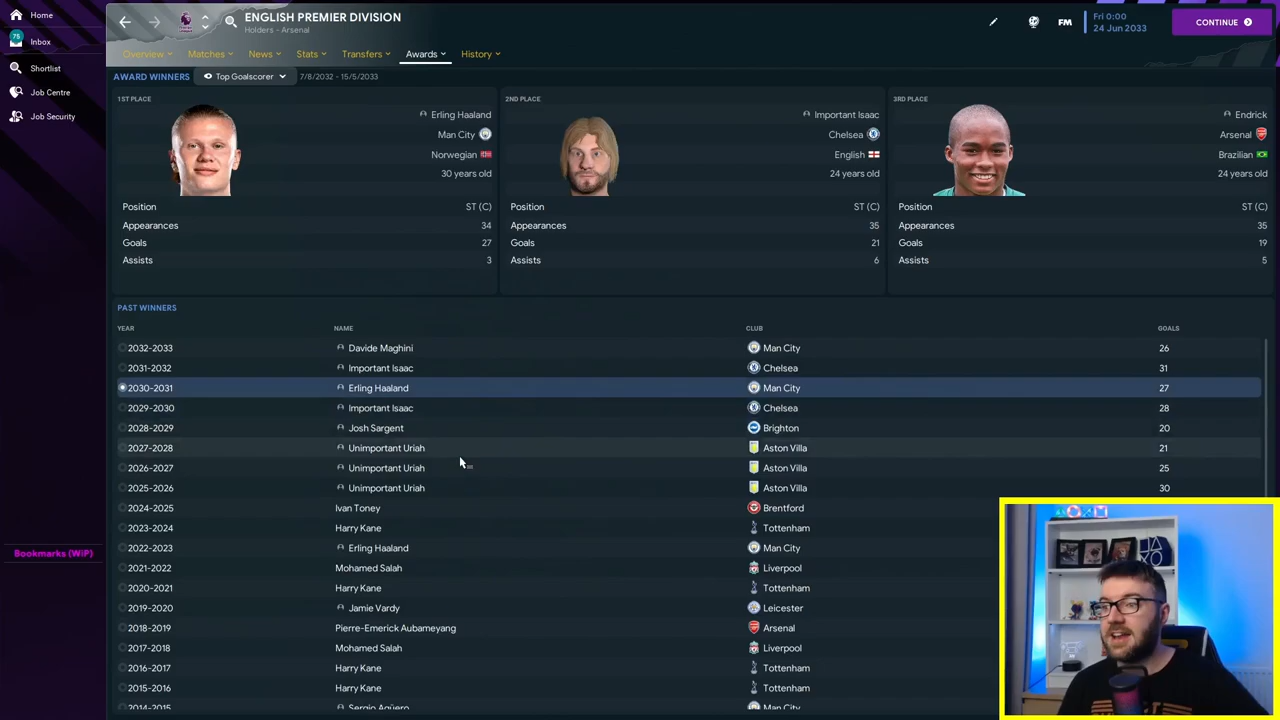 Home
75
Inbox
Shortlist
Job Centre
Job Security
Bookmarks (WiP)
ENGLISH PREMIER DIVISION
Holders - Arsenal
FM
Fri 0:00
24 Jun 2033
CONTINUE
Overview
Matches
News
Stats
Transfers
Awards
History
AWARD WINNERS
Top Goalscorer
7/8/2032 - 15/5/2033
1ST PLACE
Erling Haaland
Man City
Norwegian
30 years old
Position ST (C)
Appearances 34
Goals 27
Assists 3
2ND PLACE
Important Isaac
Chelsea
English
24 years old
Position ST (C)
Appearances 35
Goals 21
Assists 6
3RD PLACE
Endrick
Arsenal
Brazilian
24 years old
Position ST (C)
Appearances 35
Goals 19
Assists 5
PAST WINNERS
YEAR NAME CLUB GOALS
2032-2033 Davide Maghini Man City 26
2031-2032 Important Isaac Chelsea 31
2030-2031 Erling Haaland Man City 27
2029-2030 Important Isaac Chelsea 28
2028-2029 Josh Sargent Brighton 20
2027-2028 Unimportant Uriah Aston Villa 21
2026-2027 Unimportant Uriah Aston Villa 25
2025-2026 Unimportant Uriah Aston Villa 30
2024-2025 Ivan Toney Brentford
2023-2024 Harry Kane Tottenham
2022-2023 Erling Haaland Man City
2021-2022 Mohamed Salah Liverpool
2020-2021 Harry Kane Tottenham
2019-2020 Jamie Vardy Leicester
2018-2019 Pierre-Emerick Aubameyang Arsenal
2017-2018 Mohamed Salah Liverpool
2016-2017 Harry Kane Tottenham
2015-2016 Harry Kane Tottenham
2014-2015 Sergio Agüero Man City